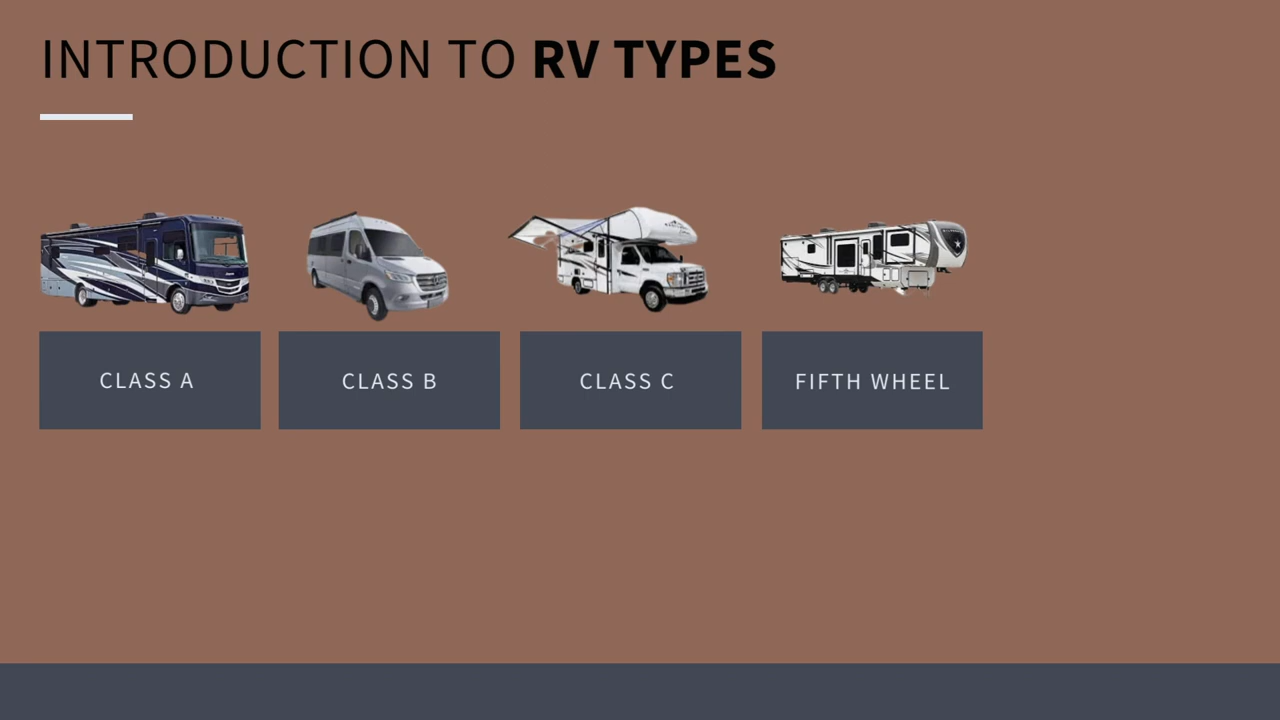 INTRODUCTION TO RV TYPES
CLASS A
CLASS B
CLASS C
FIFTH WHEEL